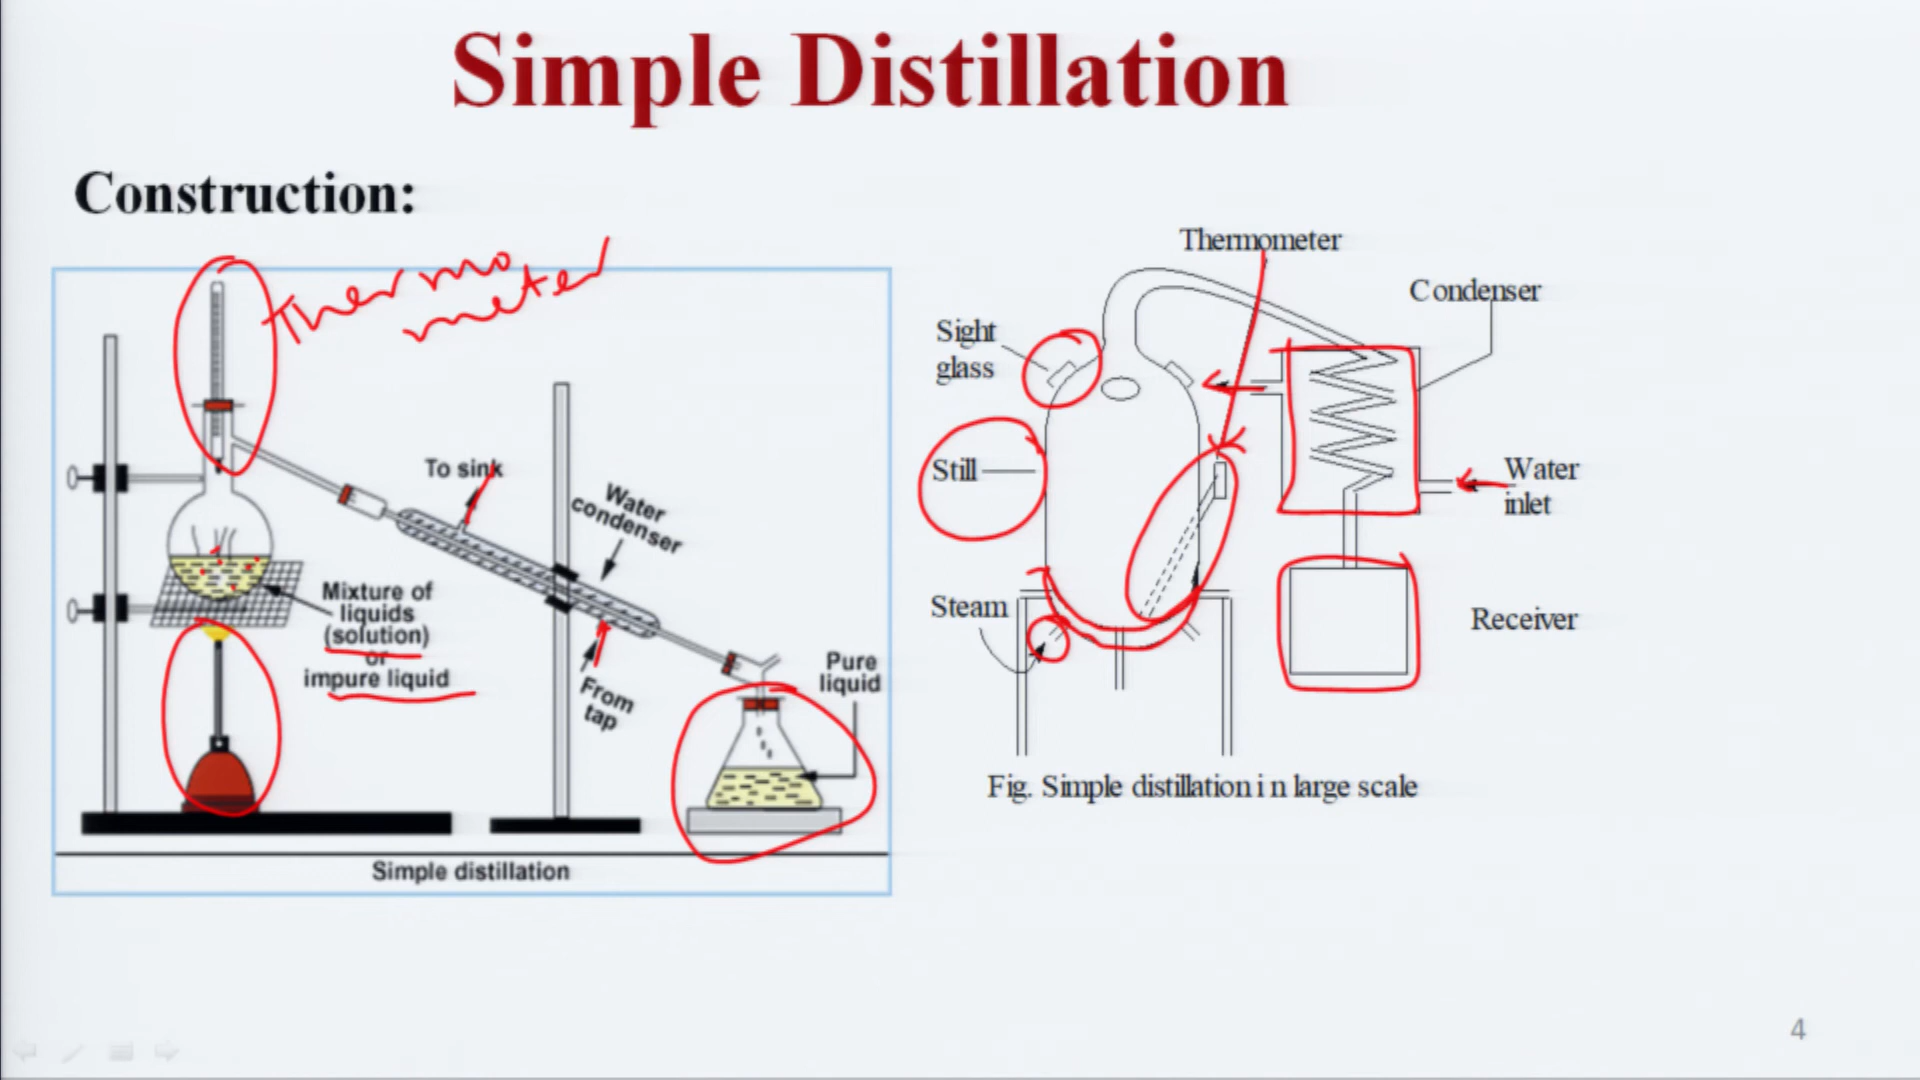 Simple Distillation
Construction:
Thermo
meter
To sink
Water
condenser
Mixture of
liquids
(solution)
or
impure liquid
From
tap
Pure
liquid
Simple distillation
Thermometer
Condenser
Sight
glass
Still
Water
inlet
Steam
Receiver
Fig. Simple distillation in large scale
4